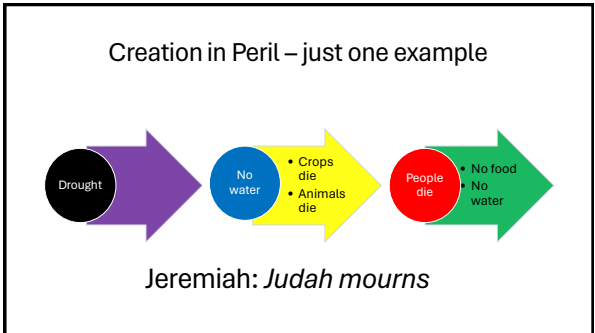 Creation in Peril – just one example
Drought
No
water
• Crops
die
• Animals
die
People
die
• No food
• No
water
Jeremiah: Judah mourns